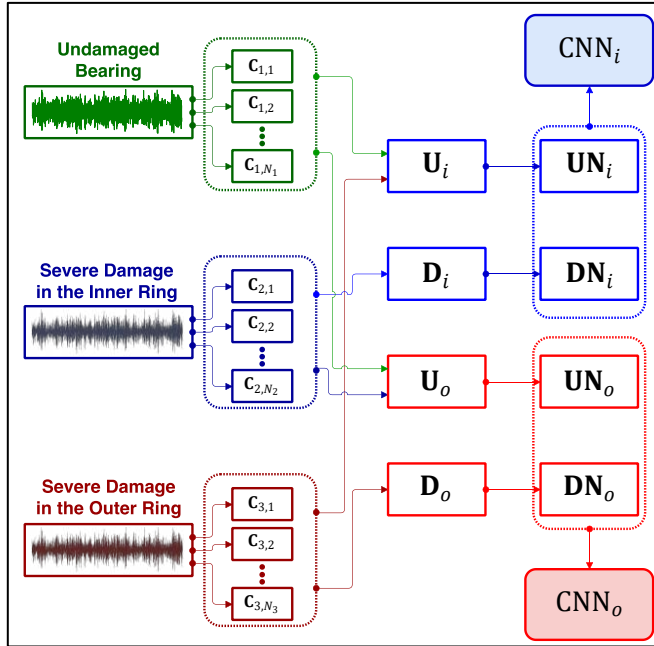 Undamaged
Bearing
C1,1
C1,2
C1,N1
Severe Damage
in the Inner Ring
C2,1
C2,2
C2,N2
Severe Damage
in the Outer Ring
C3,1
C3,2
C3,N3
Ui
Di
Uo
Do
CNNi
UNi
DNi
UNo
DNo
CNNo